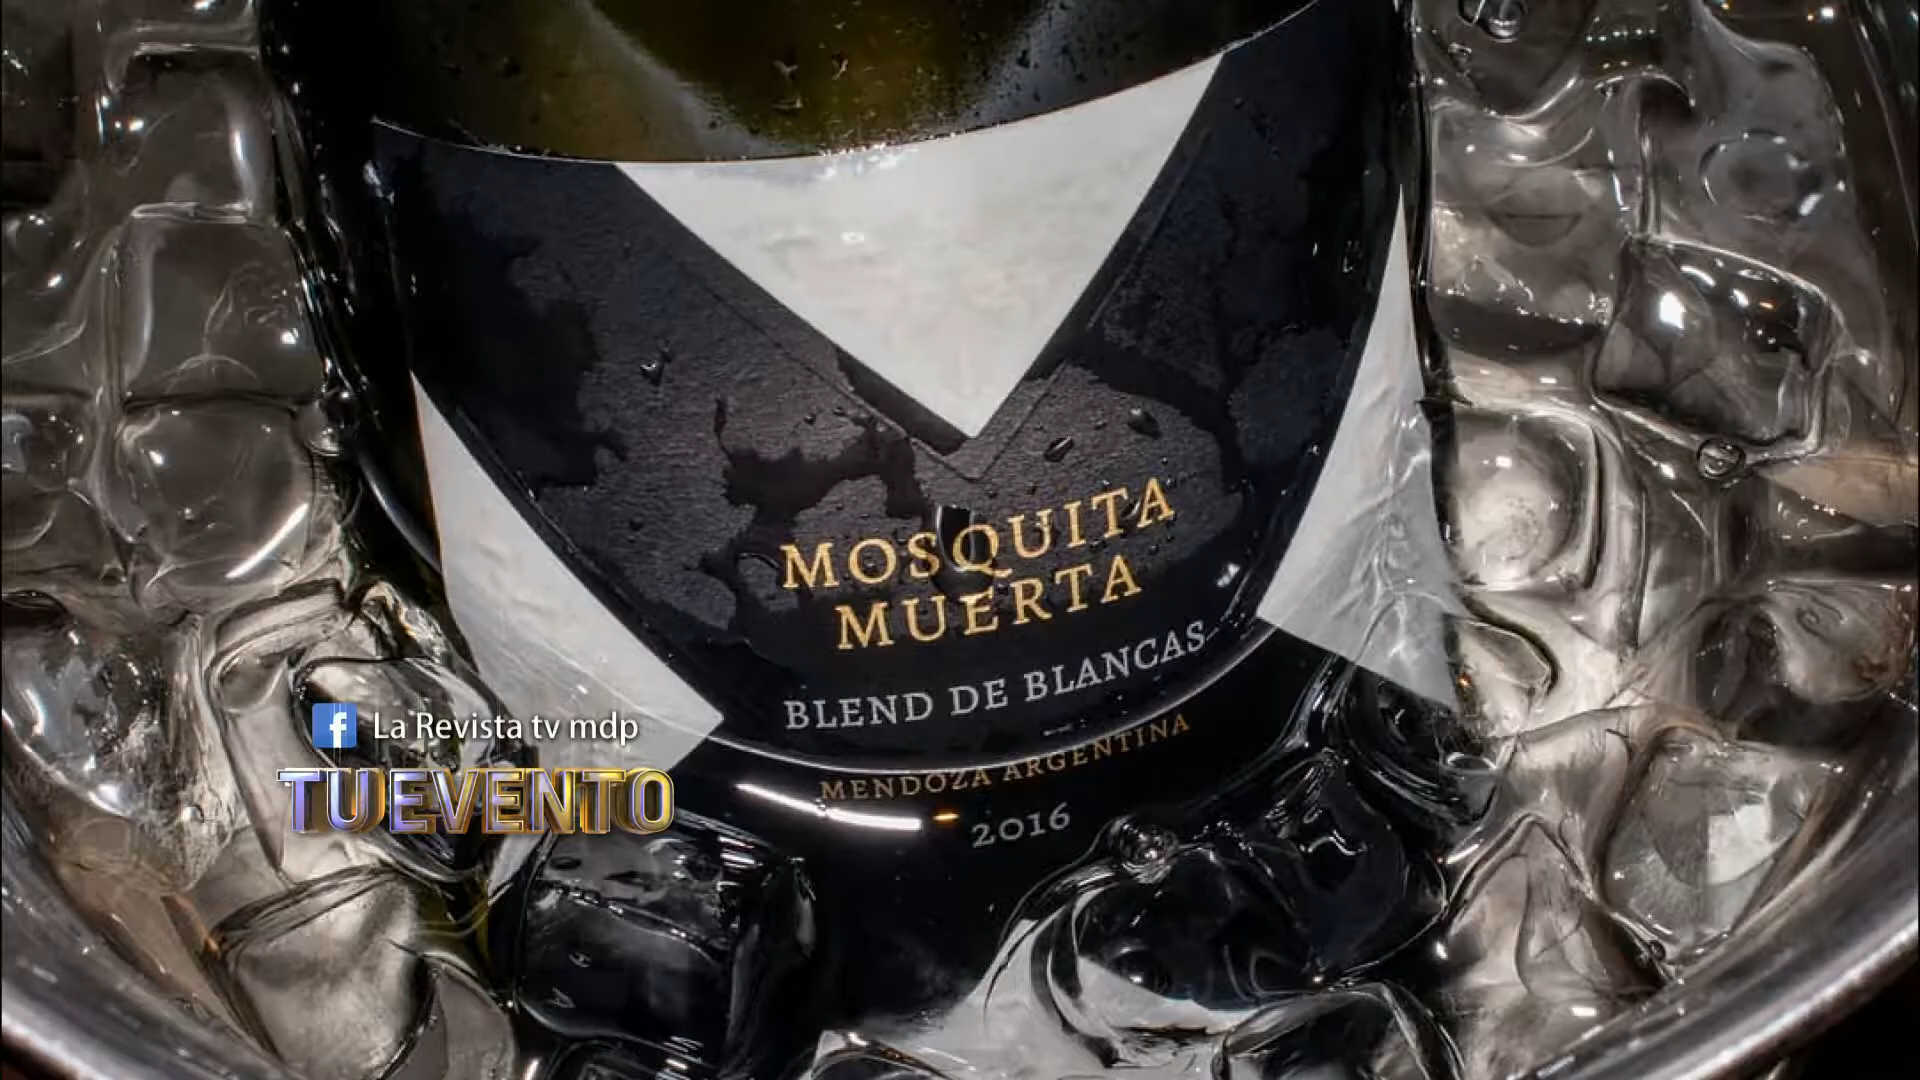 MOSQUITA
MUERTA
BLEND DE BLANCAS
MENDOZA ARGENTINA
2016
f La Revista tv mdp
TU EVENTO